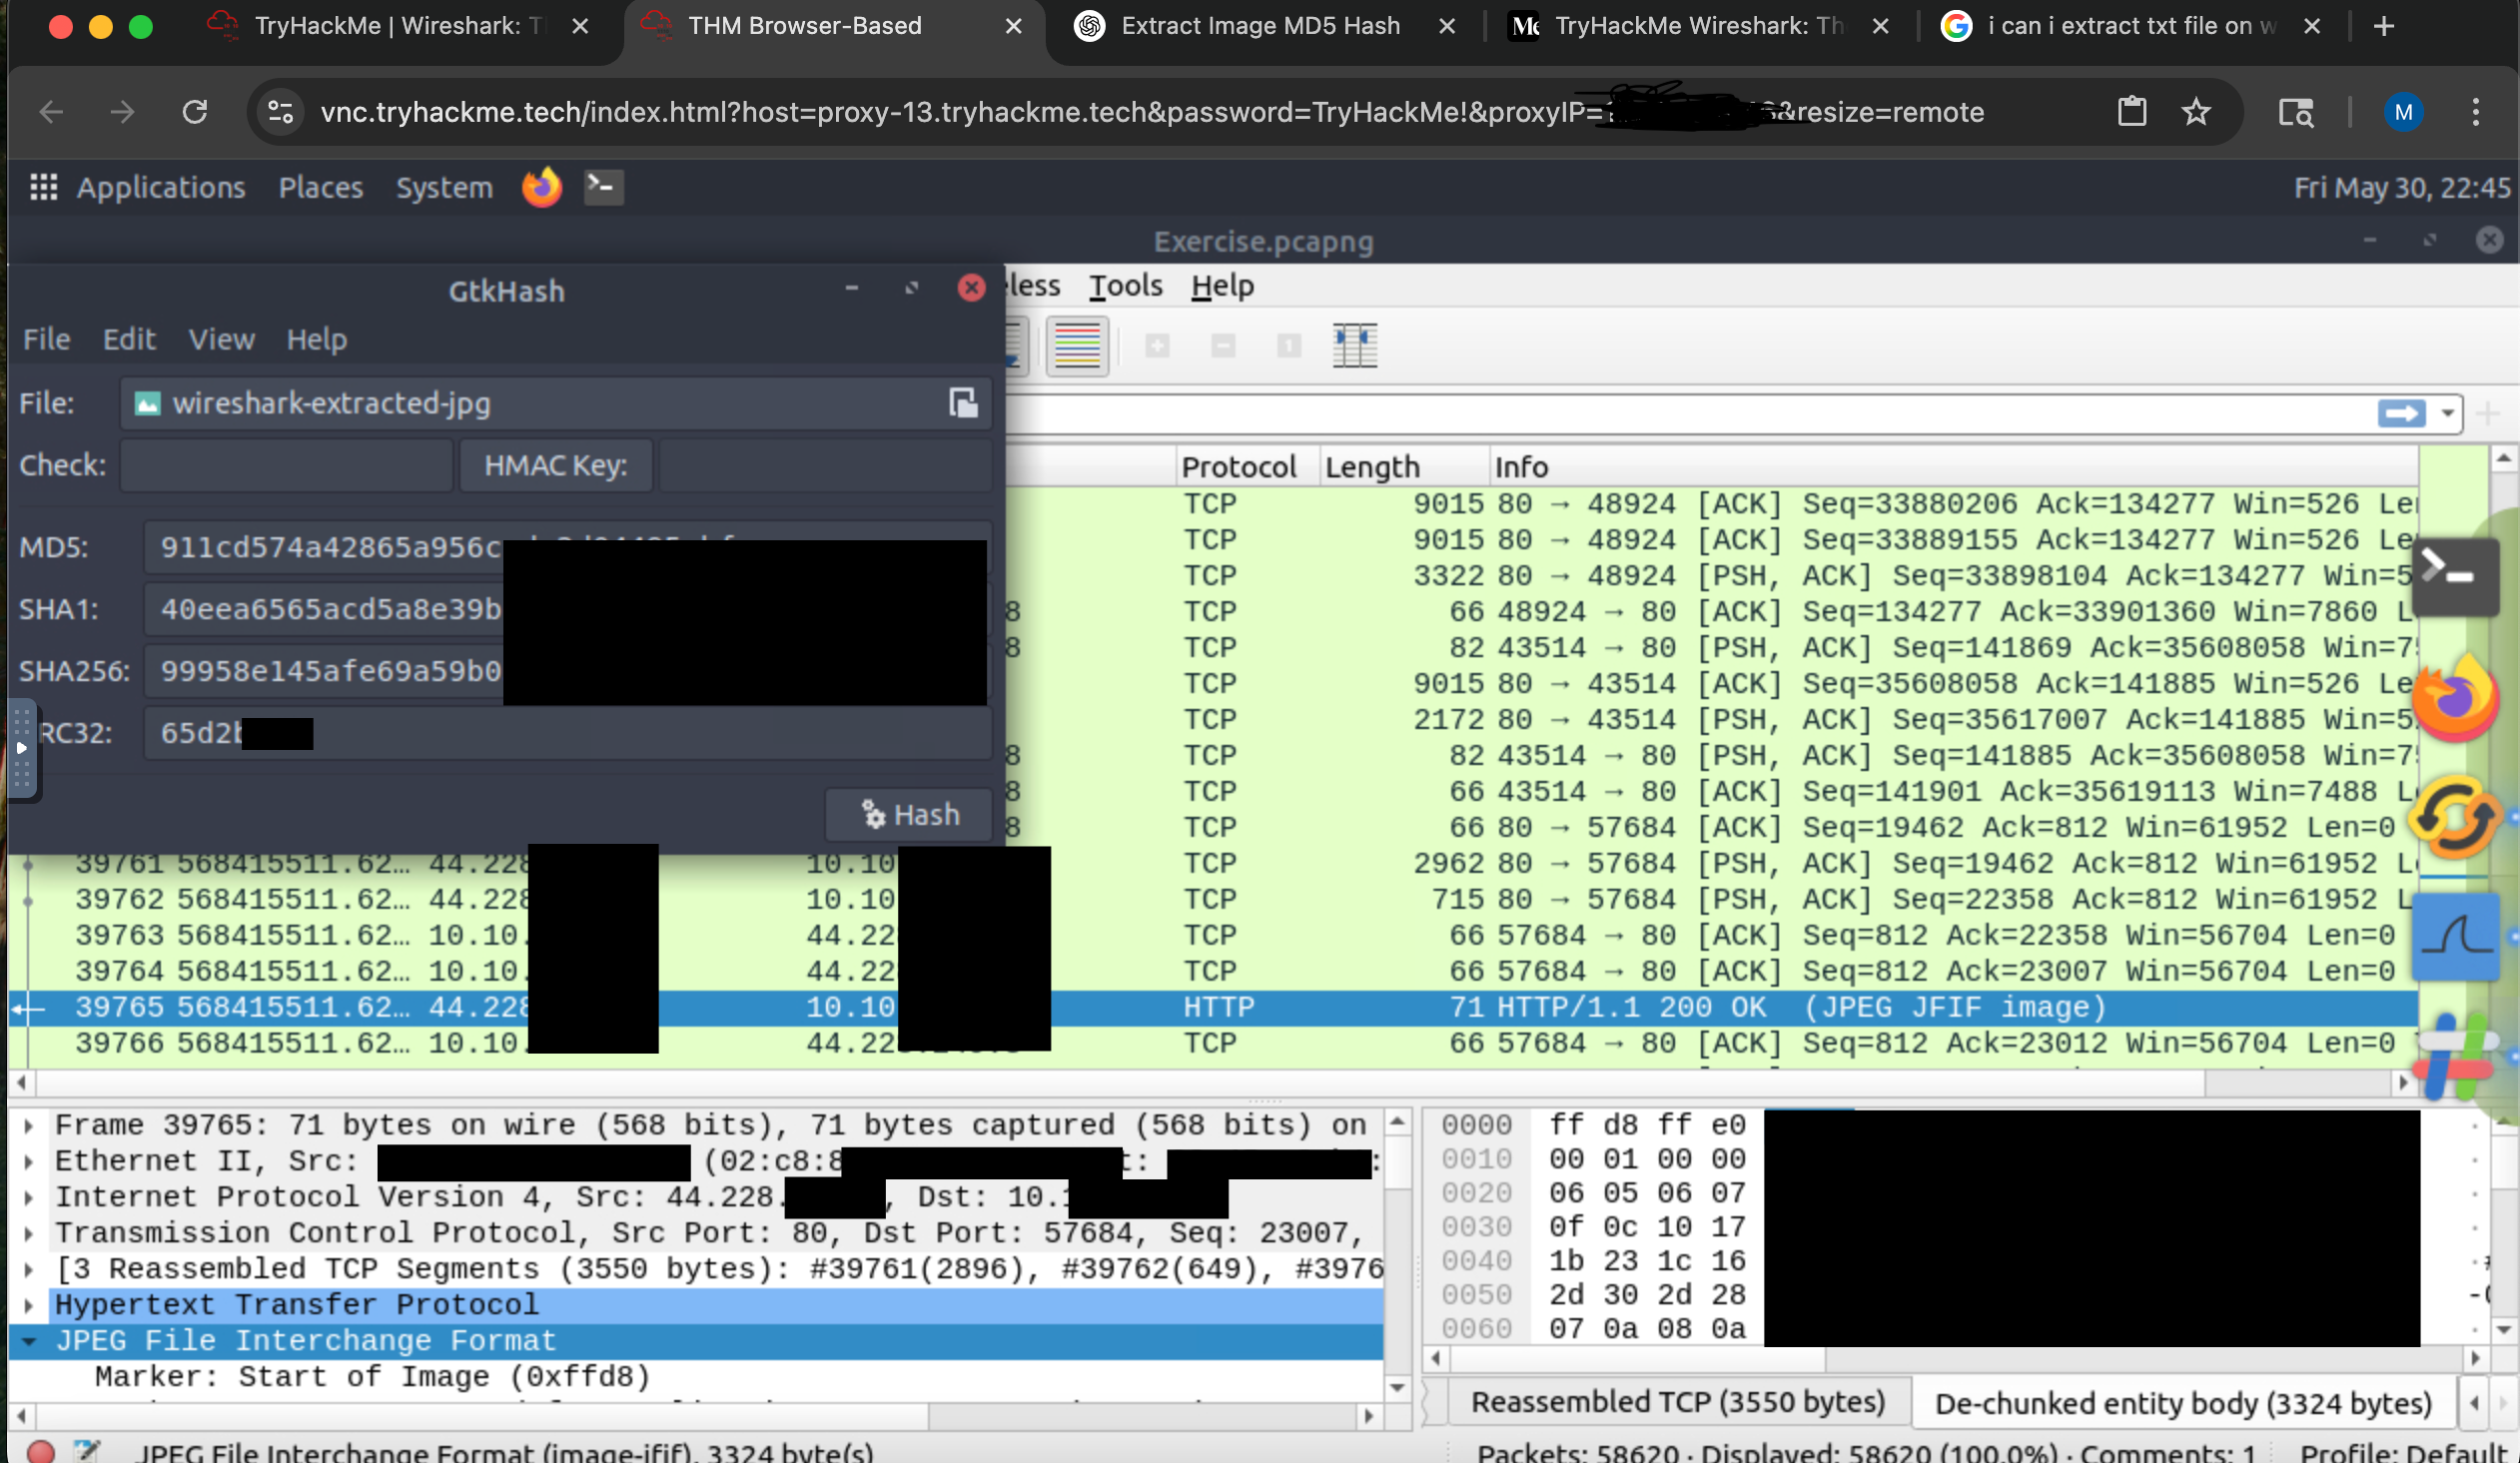 TryHackMe | Wireshark: T
THM Browser-Based
Extract Image MD5 Hash
TryHackMe Wireshark: Th
i can i extract txt file on w
vnc.tryhackme.tech/index.html?host=proxy-13.tryhackme.tech&password=TryHackMe!&proxyIP=
&resize=remote
M
Applications Places System
Fri May 30, 22:45
Exercise.pcapng
GtkHash
File Edit View Help
eless Tools Help
File: wireshark-extracted-jpg
Check: HMAC Key:
MD5: 911cd574a42865a956c
SHA1: 40eea6565acd5a8e39b
SHA256: 99958e145afe69a59b0
RC32: 65d2b
Hash
Protocol Length Info
TCP 9015 80 → 48924 [ACK] Seq=33880206 Ack=134277 Win=526 Le
TCP 9015 80 → 48924 [ACK] Seq=33889155 Ack=134277 Win=526 Le
TCP 3322 80 → 48924 [PSH, ACK] Seq=33898104 Ack=134277 Win=5
8 TCP 66 48924 → 80 [ACK] Seq=134277 Ack=33901360 Win=7860 L
8 TCP 82 43514 → 80 [PSH, ACK] Seq=141869 Ack=35608058 Win=7
TCP 9015 80 → 43514 [ACK] Seq=35608058 Ack=141885 Win=526 Le
TCP 2172 80 → 43514 [PSH, ACK] Seq=35617007 Ack=141885 Win=5
8 TCP 82 43514 → 80 [PSH, ACK] Seq=141885 Ack=35608058 Win=7
8 TCP 66 43514 → 80 [ACK] Seq=141901 Ack=35619113 Win=7488 L
8 TCP 66 80 → 57684 [ACK] Seq=19462 Ack=812 Win=61952 Len=0
39761 568415511.62… 44.228 10.10 TCP 2962 80 → 57684 [PSH, ACK] Seq=19462 Ack=812 Win=61952 L
39762 568415511.62… 44.228 10.10 TCP 715 80 → 57684 [PSH, ACK] Seq=22358 Ack=812 Win=61952 L
39763 568415511.62… 10.10. 44.22 TCP 66 57684 → 80 [ACK] Seq=812 Ack=22358 Win=56704 Len=0
39764 568415511.62… 10.10. 44.22 TCP 66 57684 → 80 [ACK] Seq=812 Ack=23007 Win=56704 Len=0
39765 568415511.62… 44.228 10.10 HTTP 71 HTTP/1.1 200 OK (JPEG JFIF image)
39766 568415511.62… 10.10. 44.22 TCP 66 57684 → 80 [ACK] Seq=812 Ack=23012 Win=56704 Len=0
Frame 39765: 71 bytes on wire (568 bits), 71 bytes captured (568 bits) on
Ethernet II, Src: (02:c8:8 t: :
Internet Protocol Version 4, Src: 44.228. , Dst: 10.1
Transmission Control Protocol, Src Port: 80, Dst Port: 57684, Seq: 23007,
[3 Reassembled TCP Segments (3550 bytes): #39761(2896), #39762(649), #3976
Hypertext Transfer Protocol
JPEG File Interchange Format
Marker: Start of Image (0xffd8)
0000 ff d8 ff e0
0010 00 01 00 00
0020 06 05 06 07
0030 0f 0c 10 17
0040 1b 23 1c 16
0050 2d 30 2d 28
0060 07 0a 08 0a
Reassembled TCP (3550 bytes) De-chunked entity body (3324 bytes)
JPEG File Interchange Format (image-jfif), 3324 byte(s)
Packets: 58620 · Displayed: 58620 (100.0%) · Comments: 1 Profile: Default